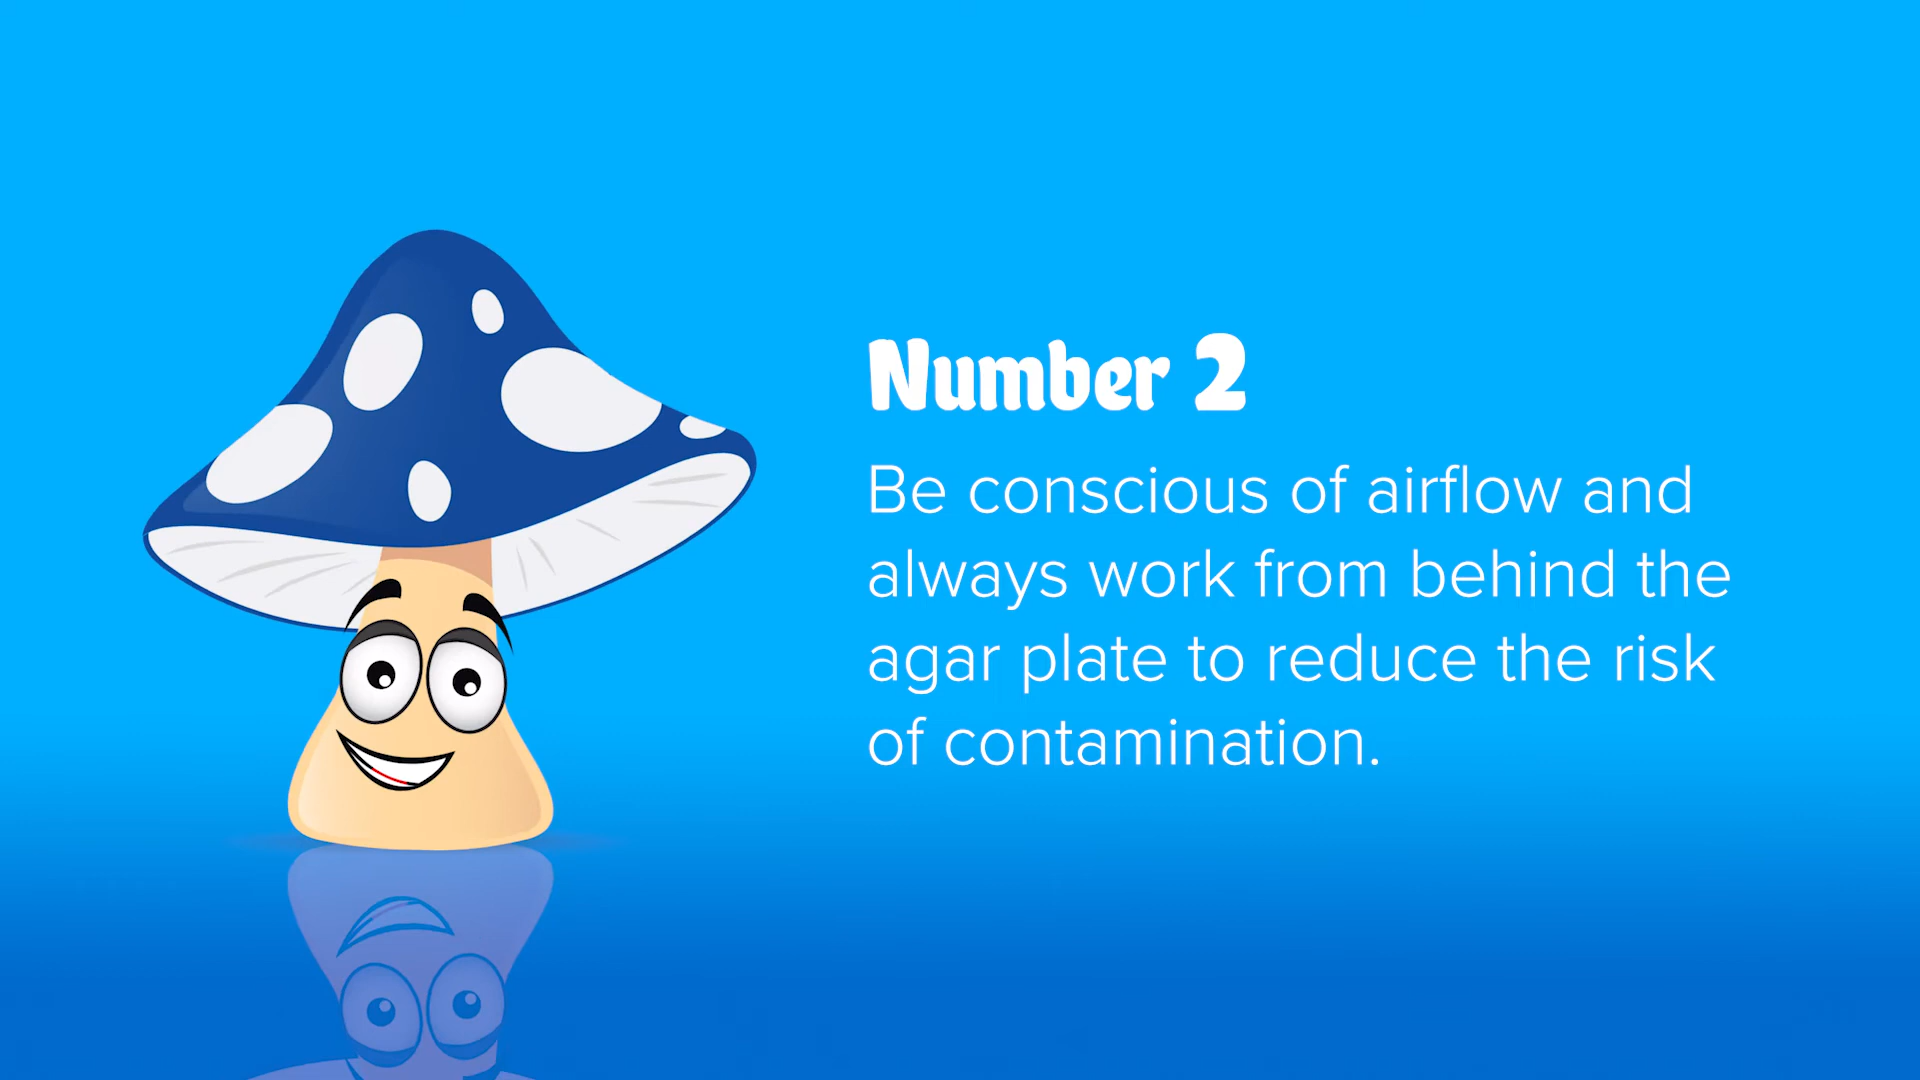 Number 2
Be conscious of airflow and
always work from behind the
agar plate to reduce the risk
of contamination.